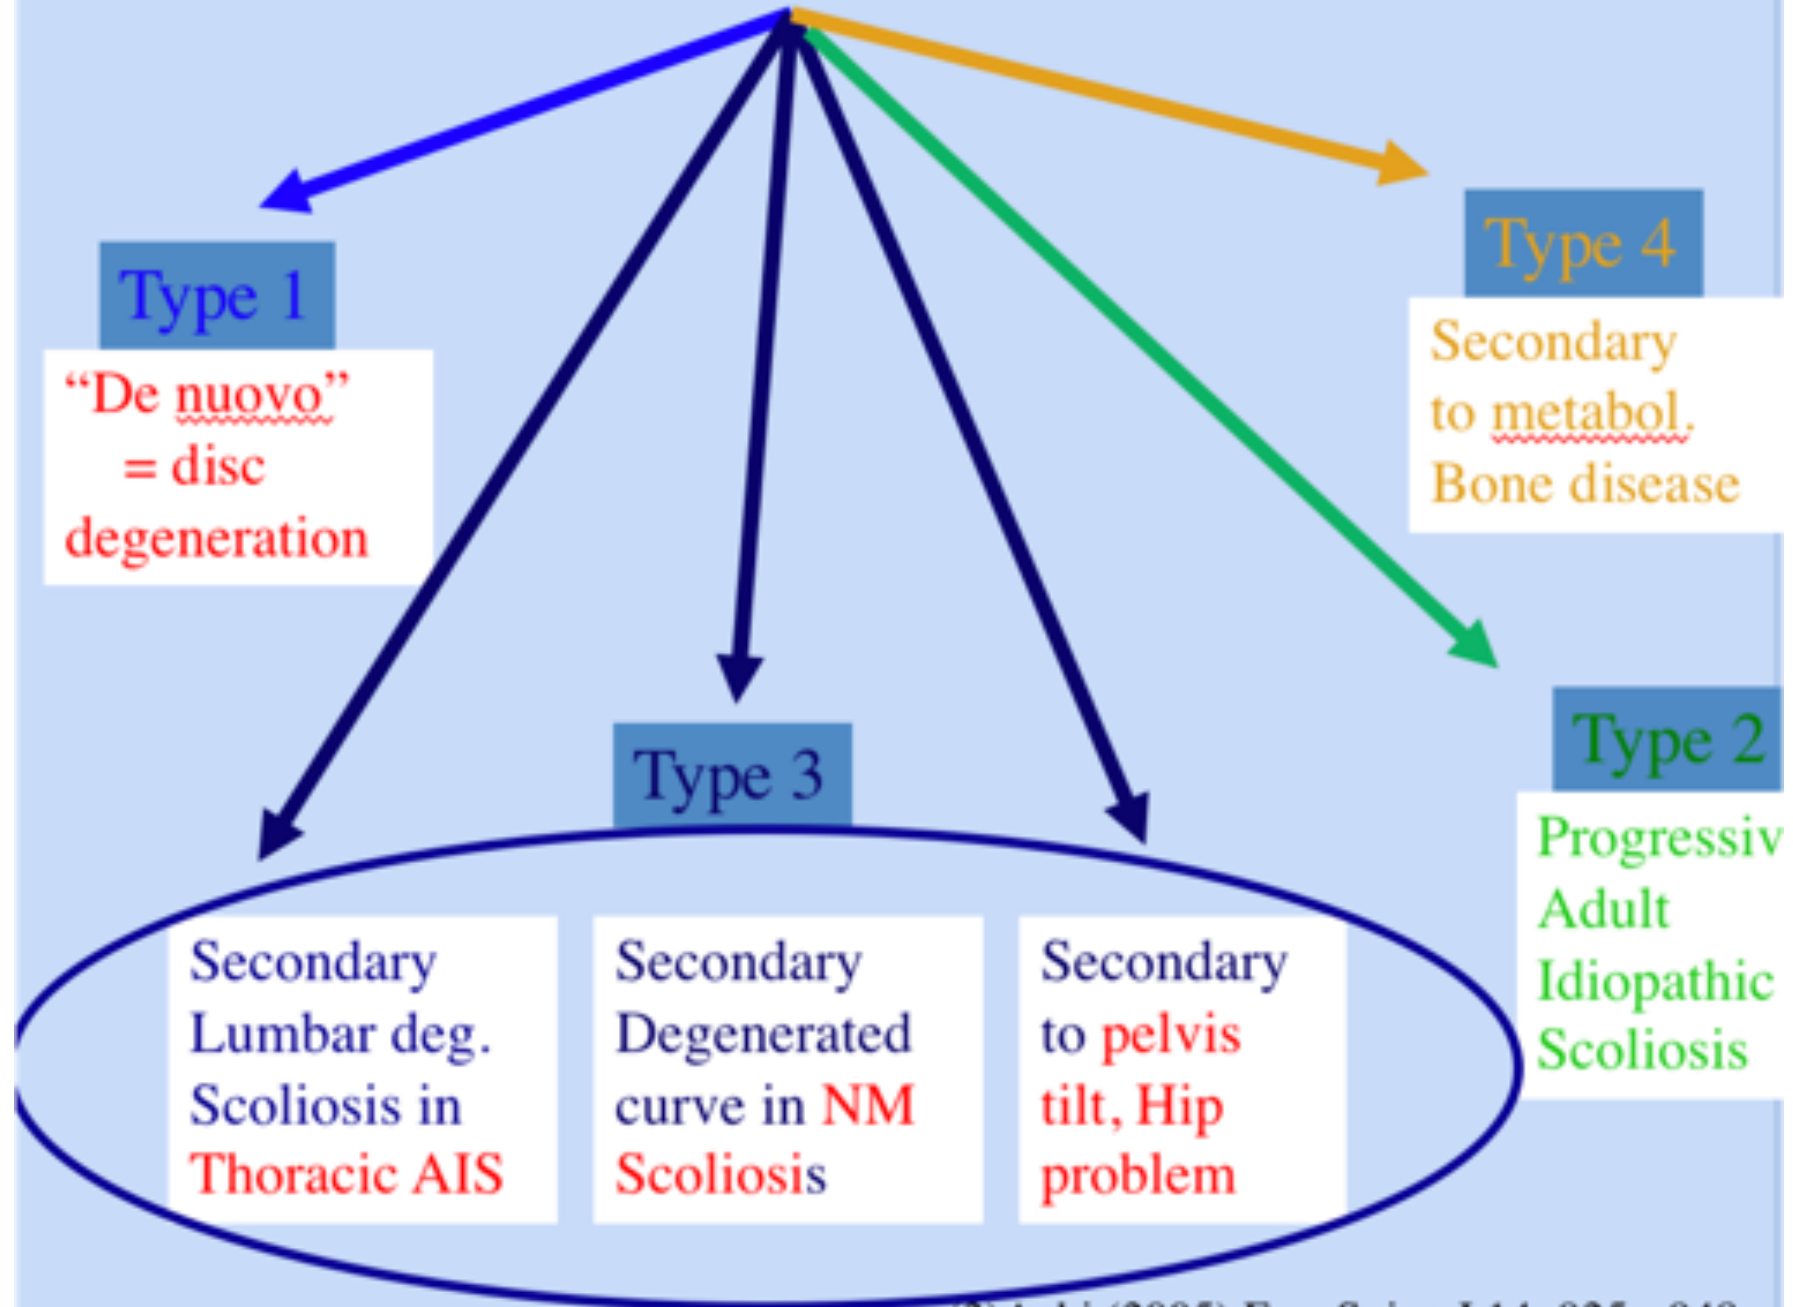 Type 1
“De nuovo”
= disc
degeneration
Type 4
Secondary
to metabol.
Bone disease
Type 3
Secondary
Lumbar deg.
Scoliosis in
Thoracic AIS
Secondary
Degenerated
curve in NM
Scoliosis
Secondary
to pelvis
tilt, Hip
problem
Type 2
Progressiv
Adult
Idiopathic
Scoliosis